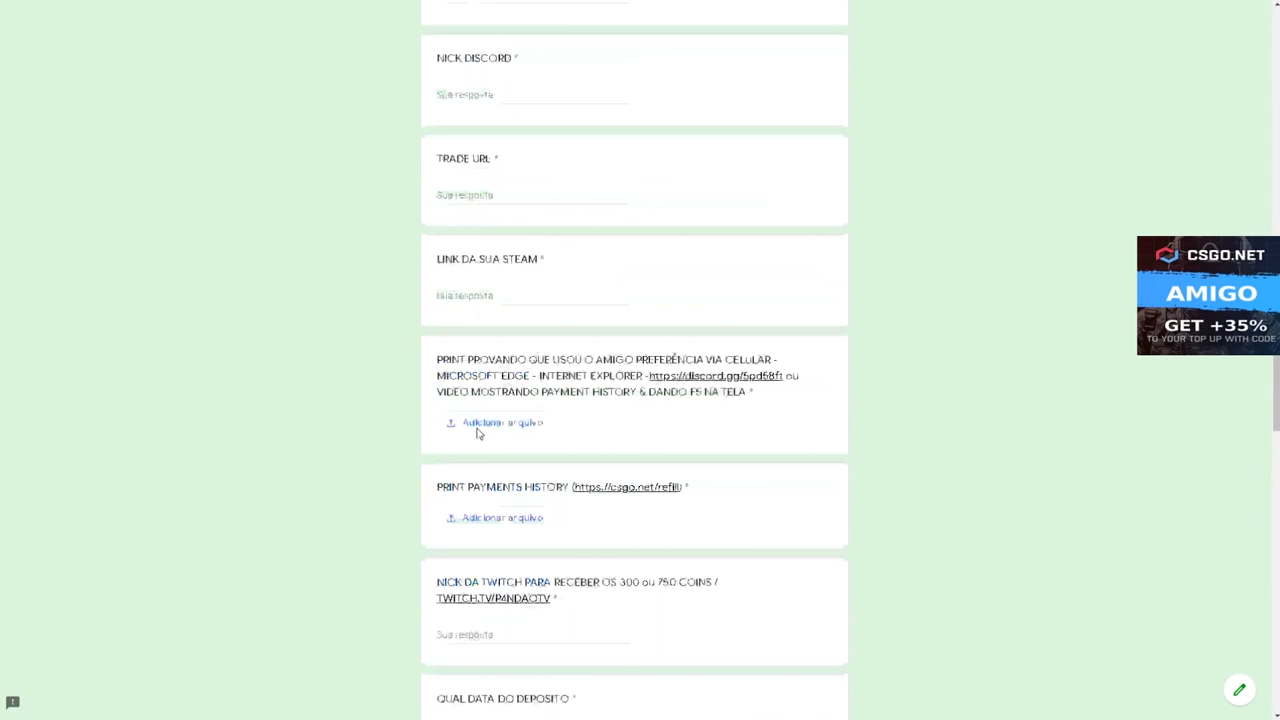 NICK DISCORD *
Sua resposta
TRADE URL *
Sua resposta
LINK DA SUA STEAM *
Sua resposta
PRINT PROVANDO QUE USOU O AMIGO PREFERÊNCIA VIA CELULAR -
MICROSOFT EDGE - INTERNET EXPLORER -https://discord.gg/5pd58ft ou
VIDEO MOSTRANDO PAYMENT HISTORY & DANDO F5 NA TELA *
Adicionar arquivo
PRINT PAYMENTS HISTORY (https://csgo.net/refill) *
Adicionar arquivo
NICK DA TWITCH PARA RECEBER OS 300 ou 750 COINS /
TWITCH.TV/P4NDAOTV *
Sua resposta
QUAL DATA DO DEPOSITO *
CSGO.NET
AMIGO
GET +35%
TO YOUR TOP UP WITH CODE